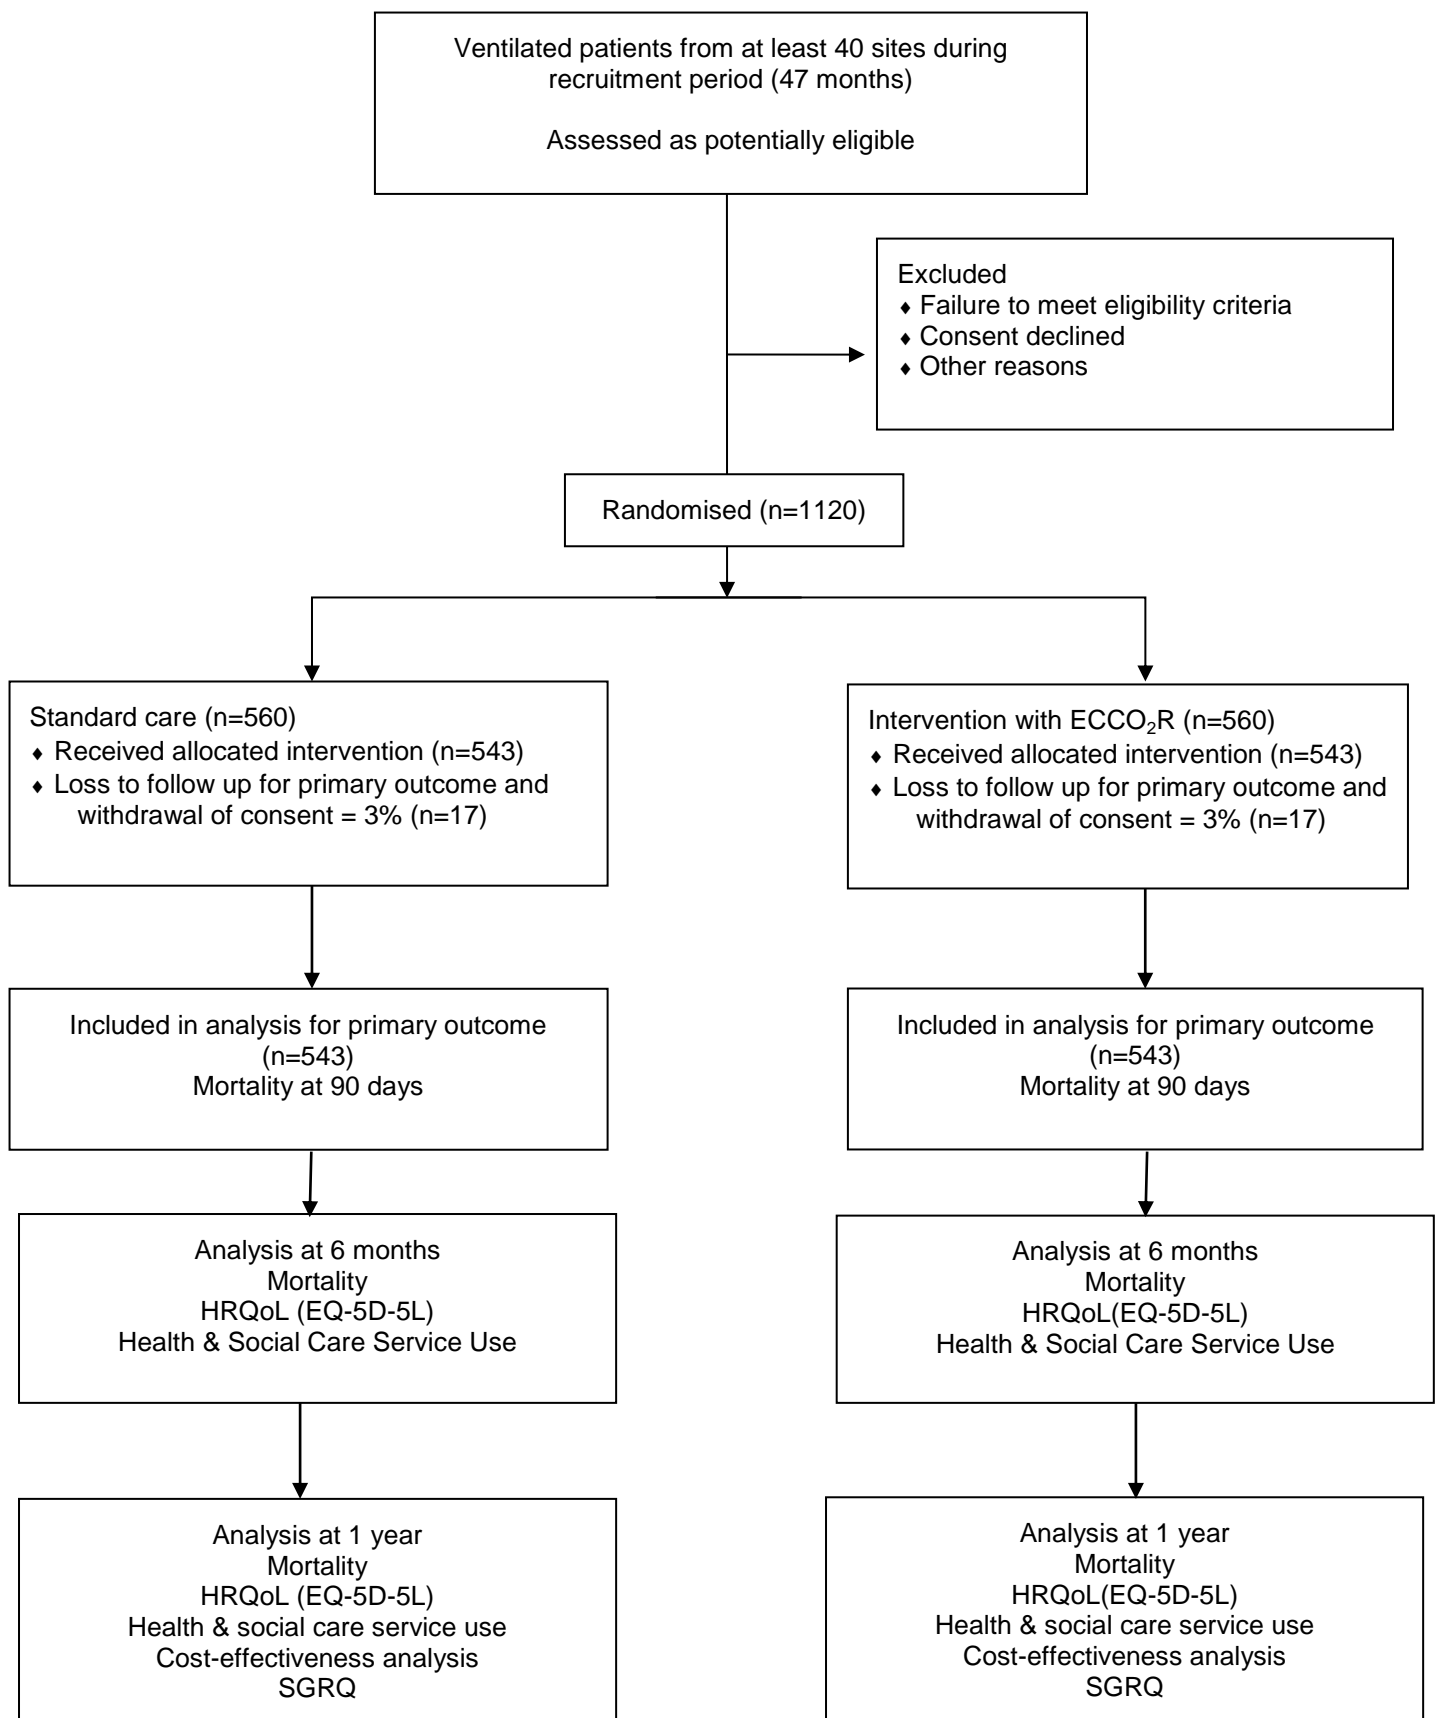 Ventilated patients from at least 40 sites during
recruitment period (47 months)
Assessed as potentially eligible
Excluded
♦ Failure to meet eligibility criteria
♦ Consent declined
♦ Other reasons
Randomised (n=1120)
Standard care (n=560)
♦ Received allocated intervention (n=543)
♦ Loss to follow up for primary outcome and
withdrawal of consent = 3% (n=17)
Intervention with ECCO₂R (n=560)
♦ Received allocated intervention (n=543)
♦ Loss to follow up for primary outcome and
withdrawal of consent = 3% (n=17)
Included in analysis for primary outcome
(n=543)
Mortality at 90 days
Included in analysis for primary outcome
(n=543)
Mortality at 90 days
Analysis at 6 months
Mortality
HRQoL (EQ-5D-5L)
Health & Social Care Service Use
Analysis at 6 months
Mortality
HRQoL(EQ-5D-5L)
Health & Social Care Service Use
Analysis at 1 year
Mortality
HRQoL (EQ-5D-5L)
Health & social care service use
Cost-effectiveness analysis
SGRQ
Analysis at 1 year
Mortality
HRQoL(EQ-5D-5L)
Health & social care service use
Cost-effectiveness analysis
SGRQ